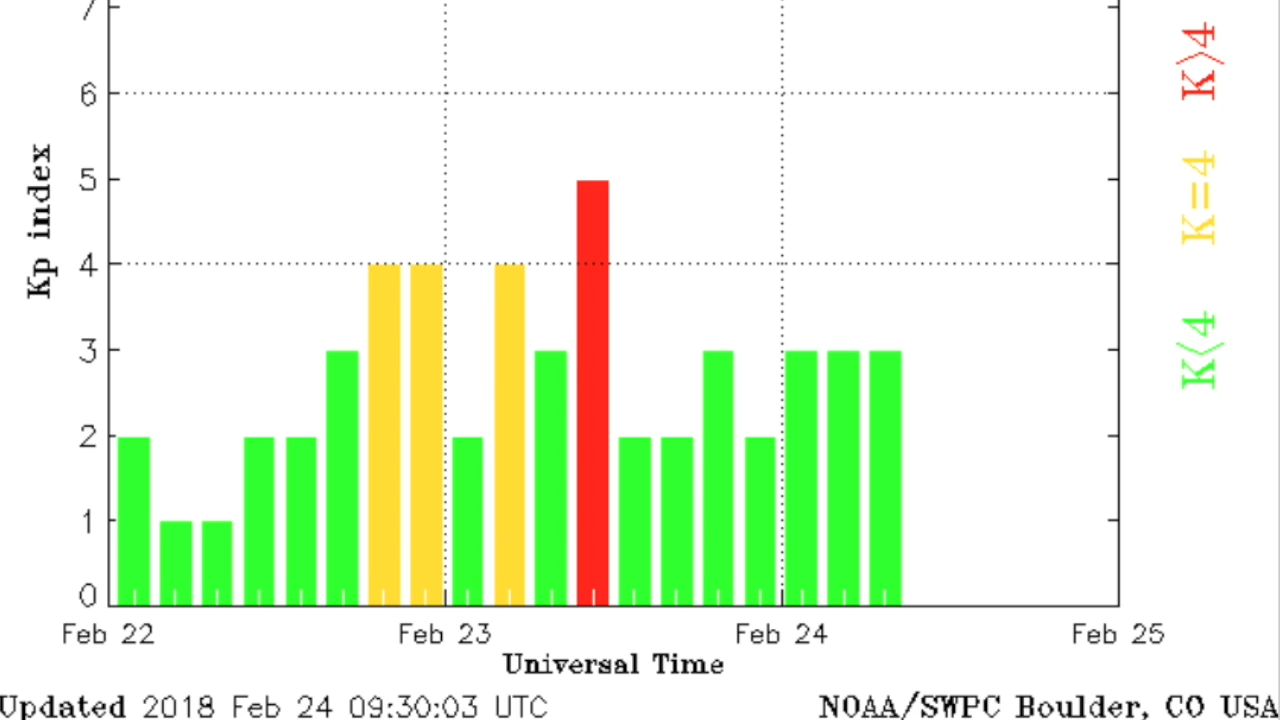 7
6
5
4
3
2
1
0
Kp index
Feb 22 Feb 23 Feb 24 Feb 25
Universal Time
Updated 2018 Feb 24 09:30:03 UTC
NOAA/SWPC Boulder, CO USA
K>4
K=4
K<4